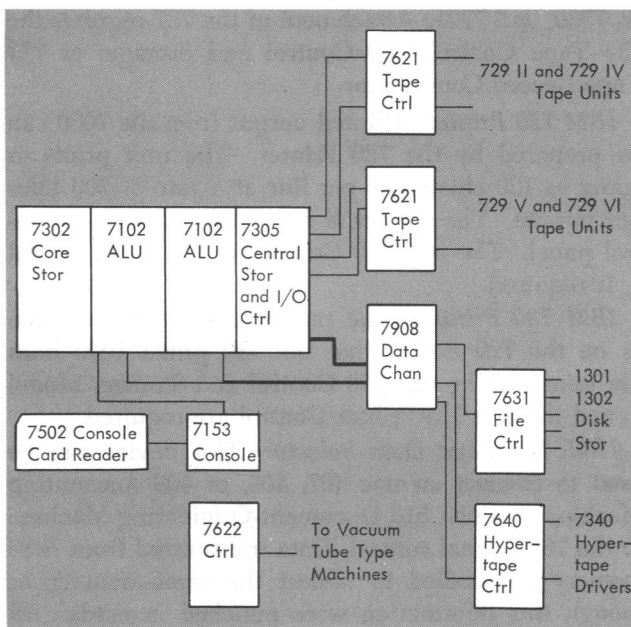 7621
Tape
Ctrl
729 II and 729 IV
Tape Units
7621
Tape
Ctrl
729 V and 729 VI
Tape Units
7302
Core
Stor
7102
ALU
7102
ALU
7305
Central
Stor
and I/O
Ctrl
7908
Data
Chan
7631
File
Ctrl
1301
1302
Disk
Stor
7502 Console
Card Reader
7153
Console
7622
Ctrl
To Vacuum
Tube Type
Machines
7640
Hyper-
tape
Ctrl
7340
Hyper-
tape
Drivers